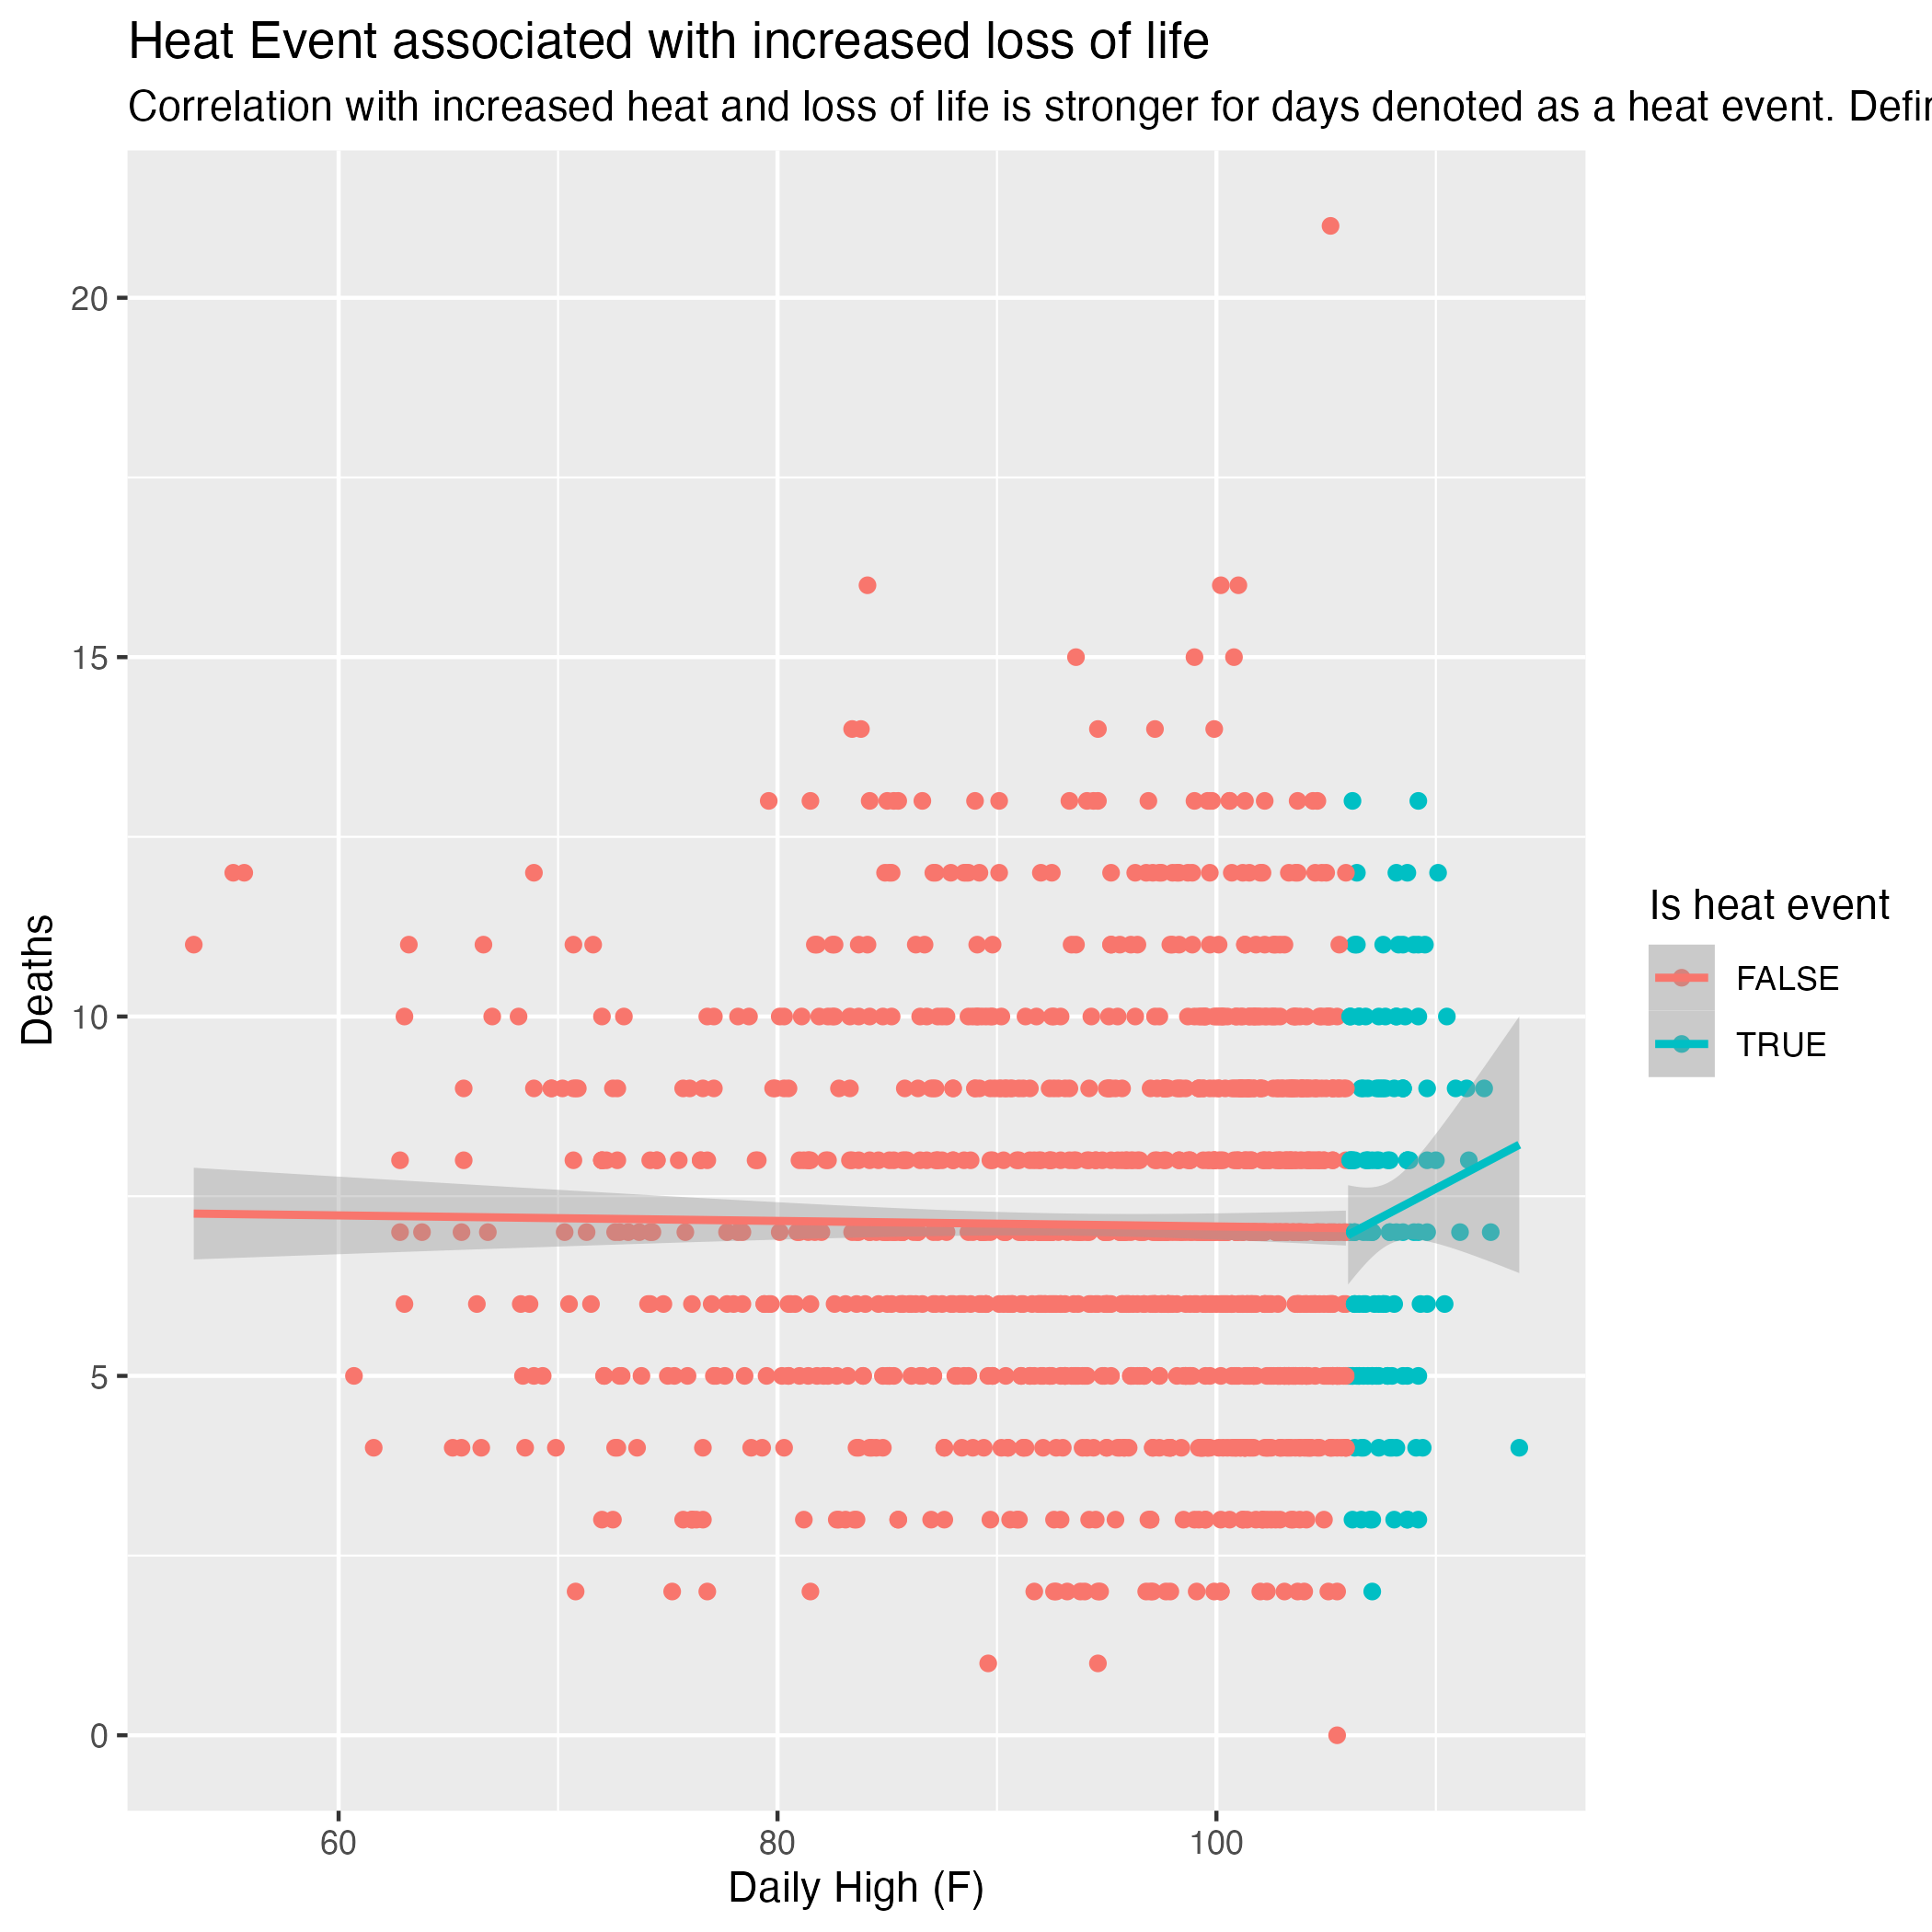 Heat Event associated with increased loss of life
Correlation with increased heat and loss of life is stronger for days denoted as a heat event.
20
15
10
5
0
Deaths
60 80 100
Daily High (F)
Is heat event
FALSE
TRUE